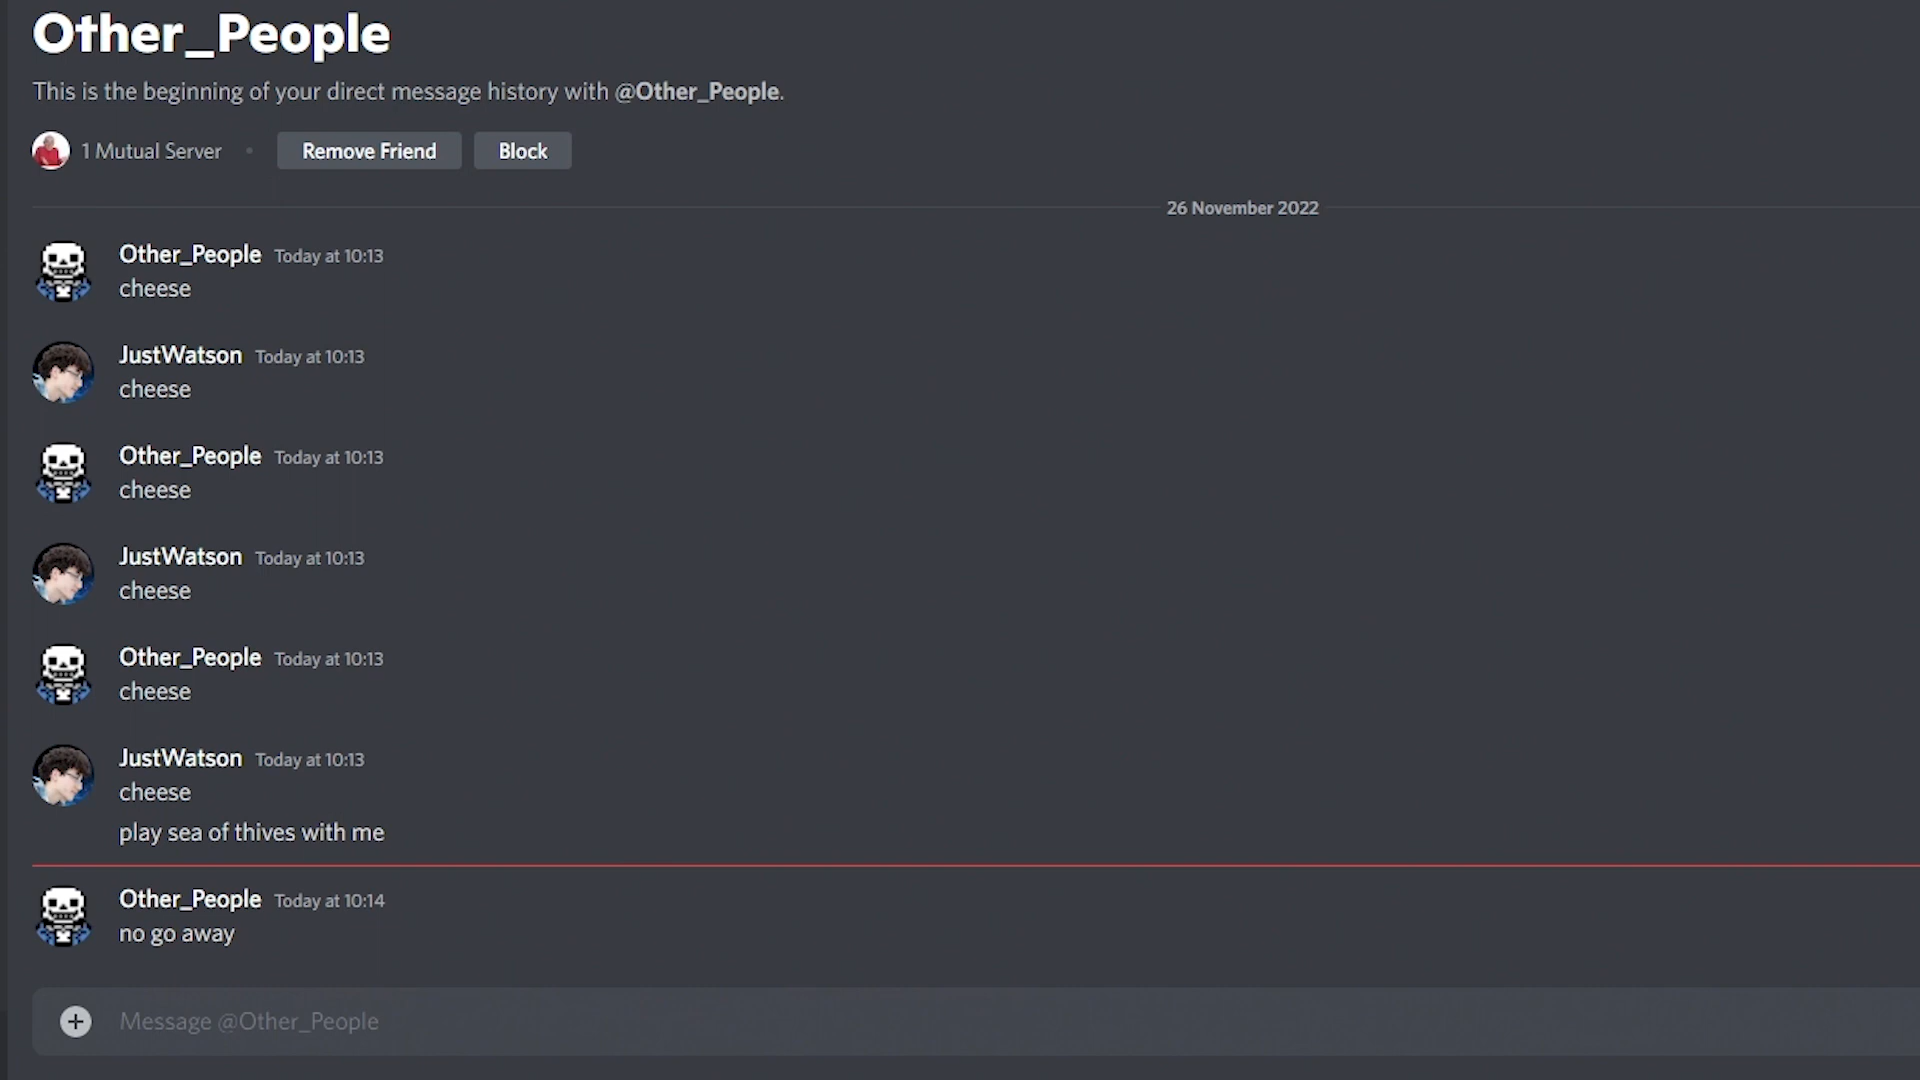 Other_People
This is the beginning of your direct message history with @Other_People.
1 Mutual Server • Remove Friend Block
26 November 2022
Other_People Today at 10:13
cheese
JustWatson Today at 10:13
cheese
Other_People Today at 10:13
cheese
JustWatson Today at 10:13
cheese
Other_People Today at 10:13
cheese
JustWatson Today at 10:13
cheese
play sea of thives with me
Other_People Today at 10:14
no go away
Message @Other_People